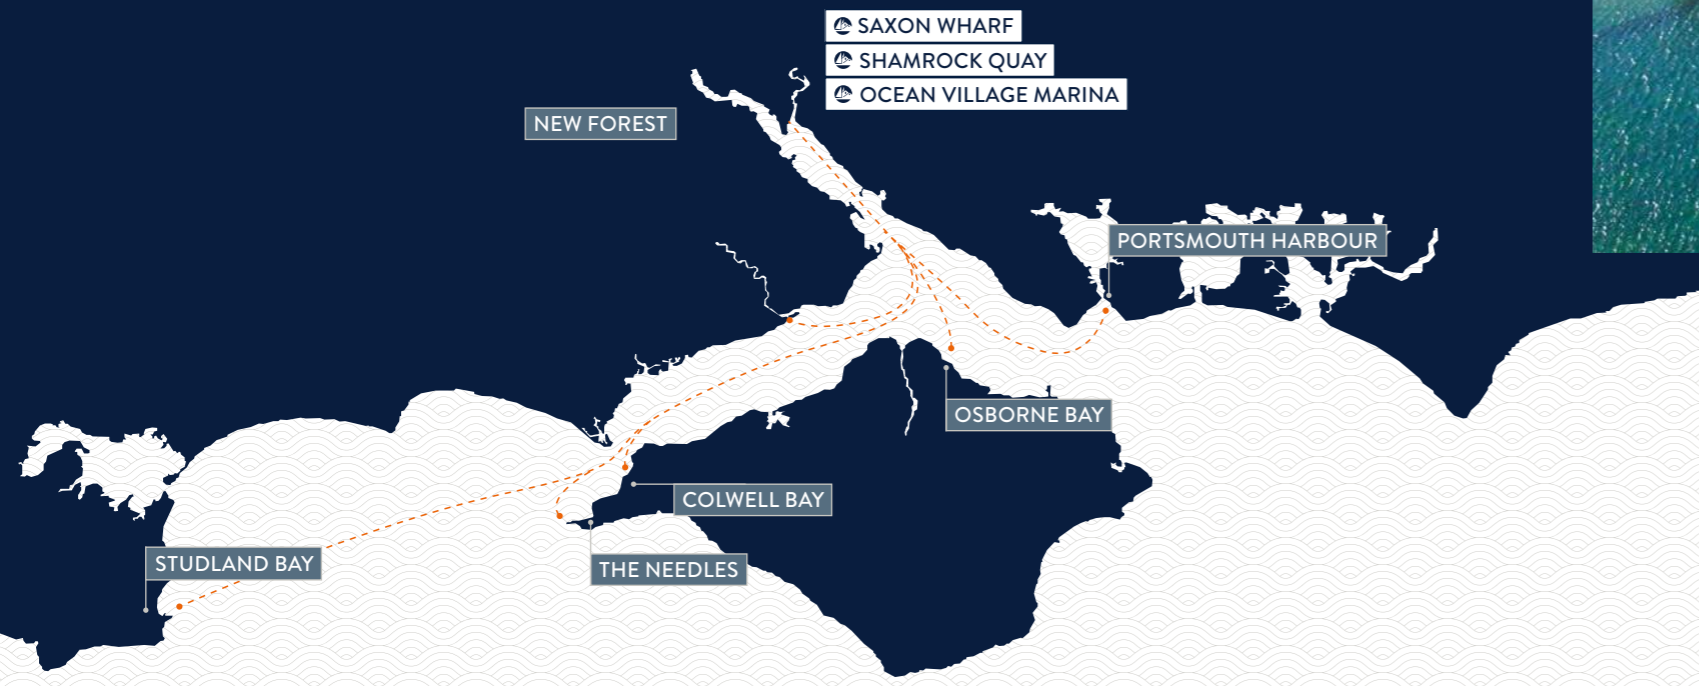 SAXON WHARF
SHAMROCK QUAY
OCEAN VILLAGE MARINA
NEW FOREST
PORTSMOUTH HARBOUR
OSBORNE BAY
COLWELL BAY
STUDLAND BAY
THE NEEDLES